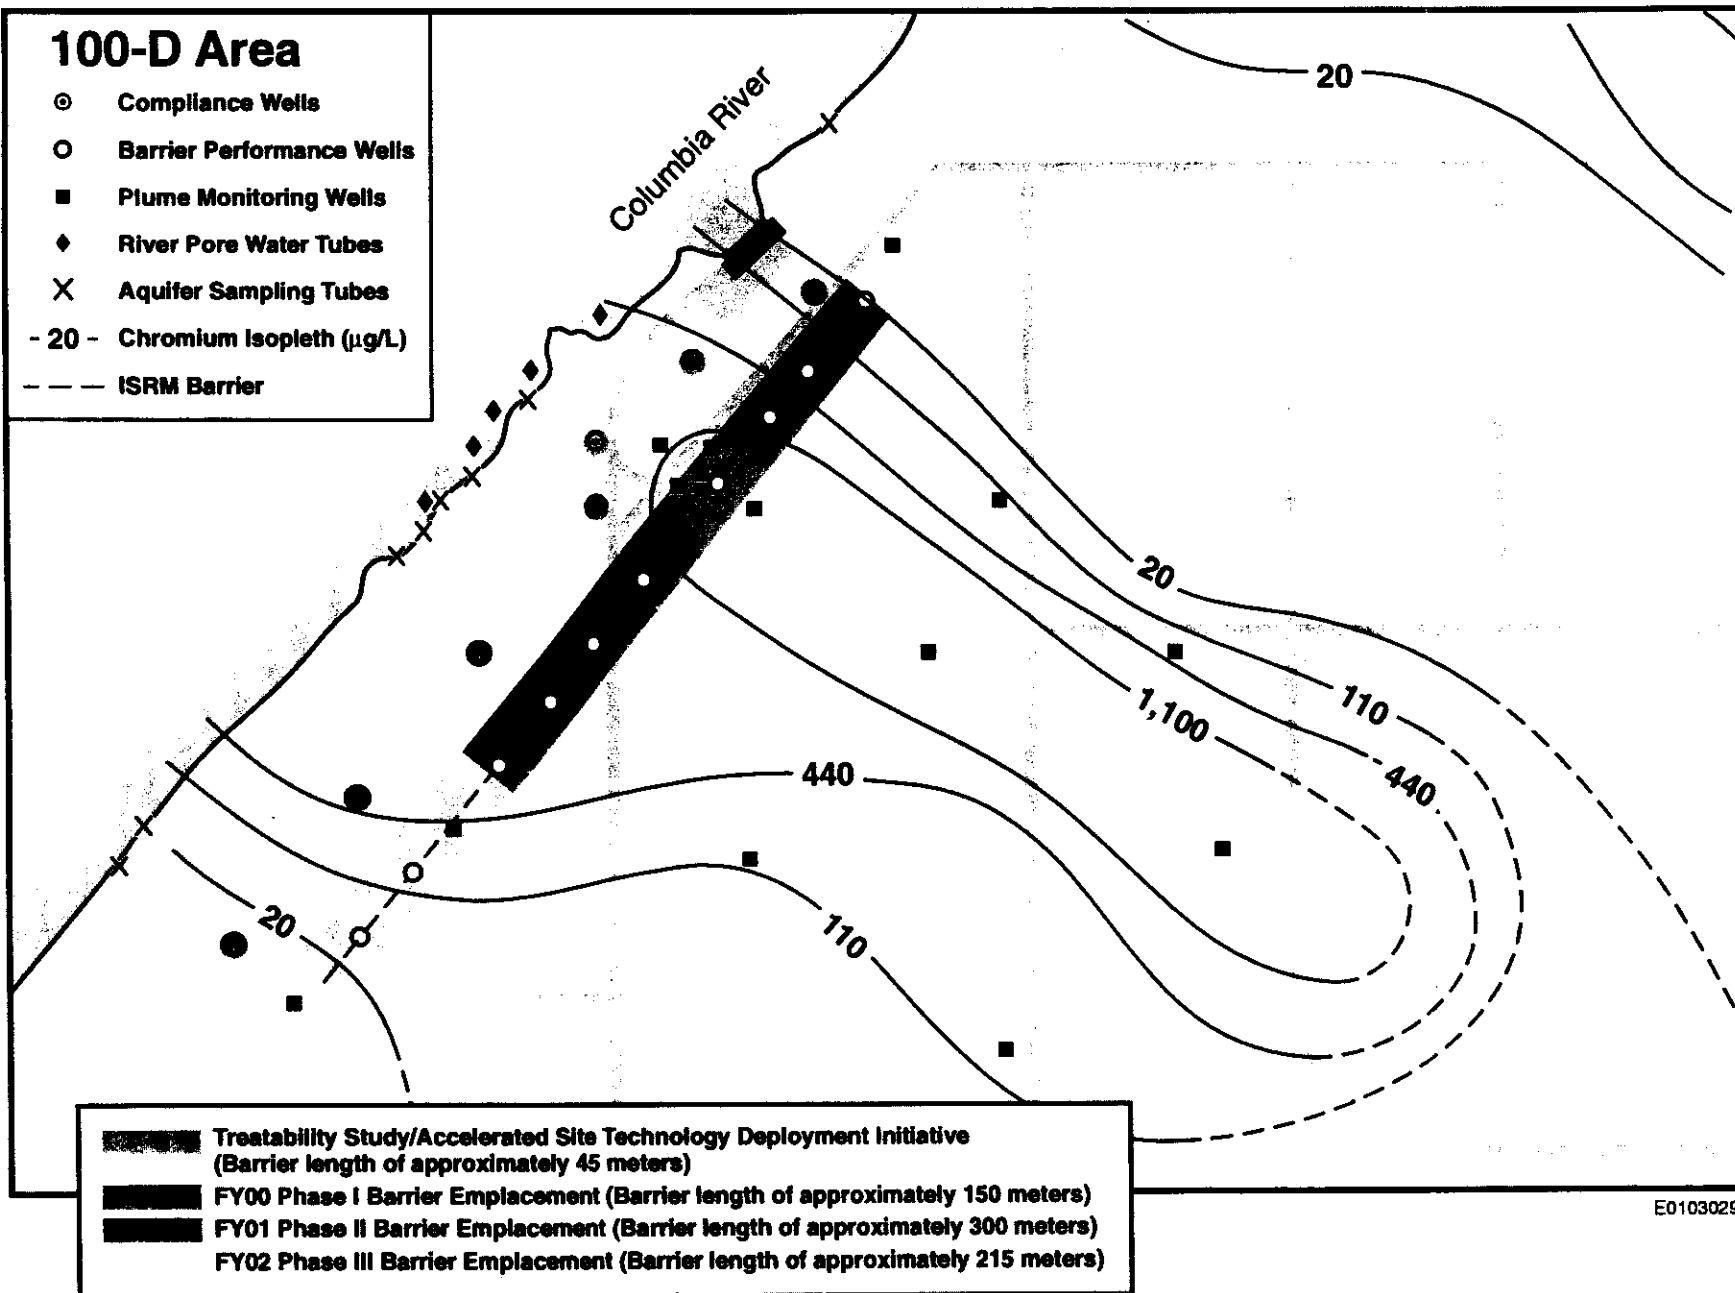 100-D Area
Compliance Wells
Barrier Performance Wells
Plume Monitoring Wells
River Pore Water Tubes
Aquifer Sampling Tubes
- 20 - Chromium Isopleth (µg/L)
ISRM Barrier
Columbia River
20
20
110
1,100
440
440
110
20
Treatability Study/Accelerated Site Technology Deployment Initiative
(Barrier length of approximately 45 meters)
FY00 Phase I Barrier Emplacement (Barrier length of approximately 150 meters)
FY01 Phase II Barrier Emplacement (Barrier length of approximately 300 meters)
FY02 Phase III Barrier Emplacement (Barrier length of approximately 215 meters)
E0103029